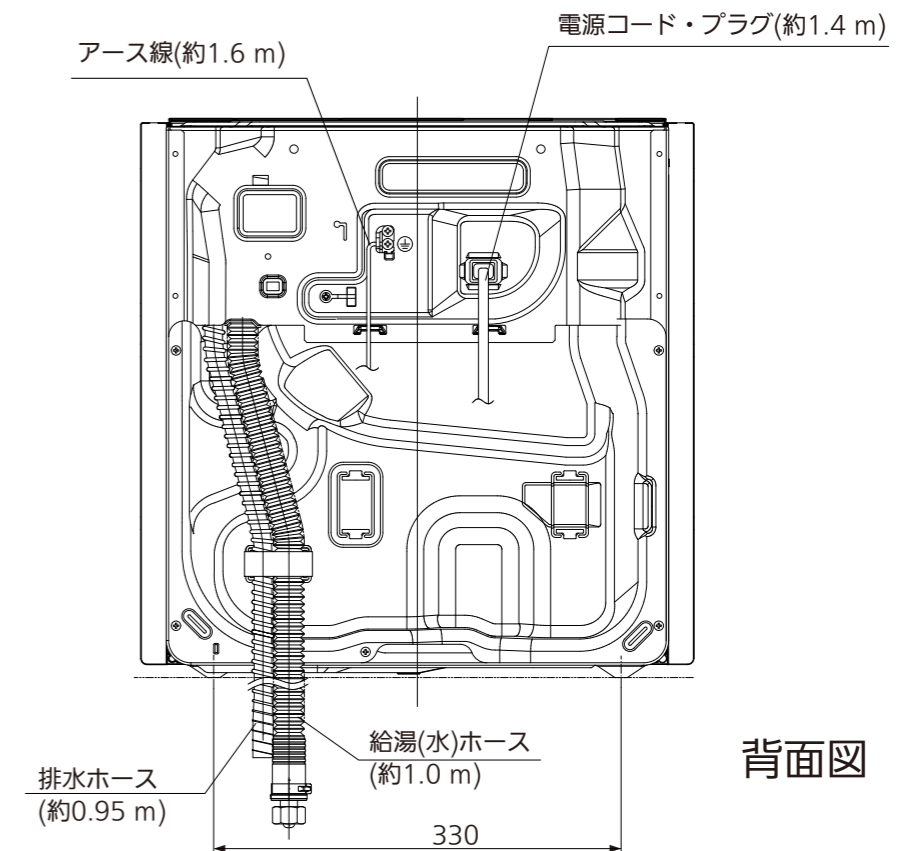 電源コード・プラグ(約1.4 m)
アース線(約1.6 m)
給湯(水)ホース
(約1.0 m)
背面図
排水ホース
(約0.95 m)
330